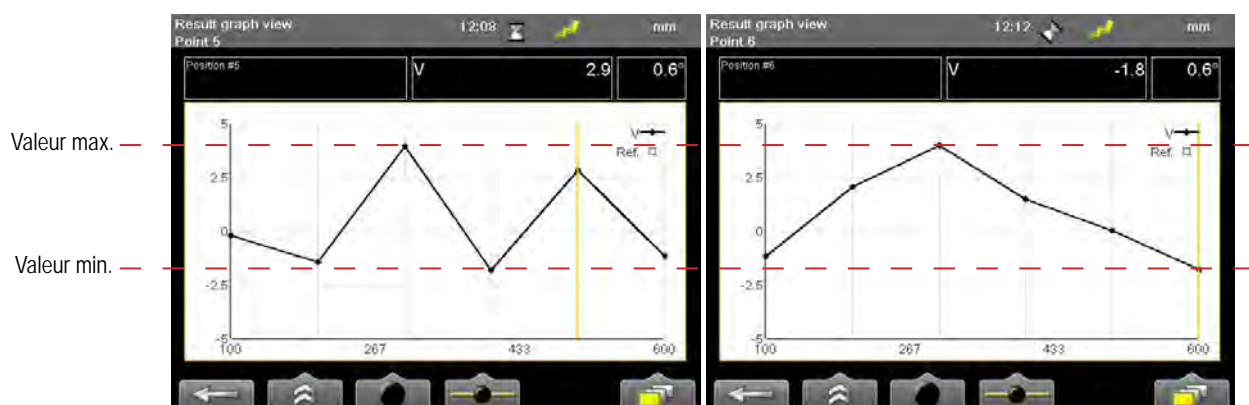 Result graph view
Point 5
12:08
mm
Position #5
V
2.9
0.6°
Valeur max.
Valeur min.
5
2.5
0
-2.5
-5
100
267
433
600
V
Ref.
Result graph view
Point 6
12:12
mm
Position #6
V
-1.8
0.6°
5
2.5
0
-2.5
-5
100
267
433
600
V
Ref.